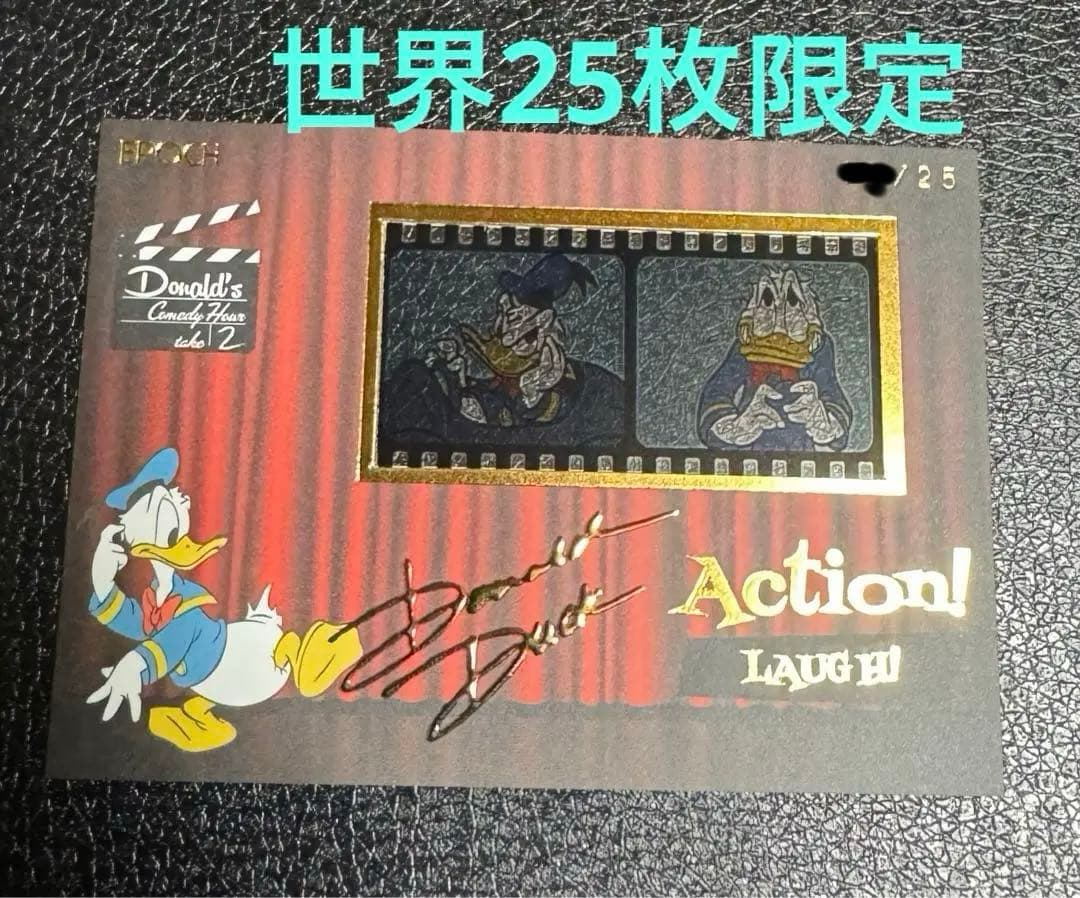 世界25枚限定
EPOCH
/25
Donald's
Comedy Hour
take 2
Donald
Duck
Action!
LAUGH!